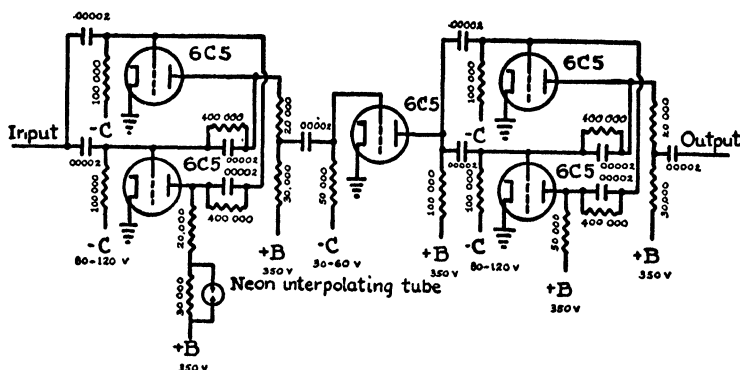 .00002
.00002
6C5
6C5
6C5
100 000
-C
400 000
20 000
.00002
100 000
-C
400 000
20 000
Input
00002
00002
00002
00002
00002
Output
00002
6C5
00002
6C5
00002
100 000
400 000
30,000
50 000
100 000
100 000
400 000
30,000
-C
80-120 v
20,000
+B
350 v
-C
30-60 v
+B
350 v
-C
80-120 v
50 000
+B
350 v
30 000
Neon interpolating tube
+B
350 v
+B
350 v